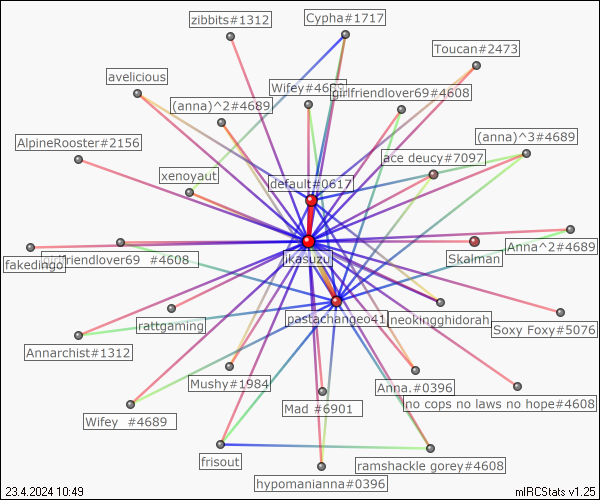 zibbits#1312
Cypha#1717
Toucan#2473
avelicious
Wifey#46
girlfriendlover69#4608
(anna)^2#4689
(anna)^3#4689
AlpineRooster#2156
ace deucy#7097
xenoyaut
default#0617
Anna^2#4689
girlfriendlover69 #4608
fakedingo
ikasuzu
Skalman
rattgaming
pastachangeo41
neokingghidorah
Soxy Foxy#5076
Annarchist#1312
Mushy#1984
Anna.#0396
no cops no laws no hope#4608
Mad #6901
Wifey #4689
frisout
ramshackle gorey#4608
hypomanianna#0396
23.4.2024 10:49
mIRCStats v1.25